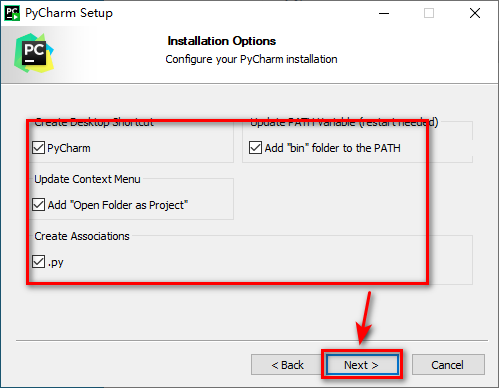 PyCharm Setup
PC
Installation Options
Configure your PyCharm installation
Create Desktop Shortcut
Update PATH Variable (restart needed)
PyCharm
Add "bin" folder to the PATH
Update Context Menu
Add "Open Folder as Project"
Create Associations
.py
< Back
Next >
Cancel